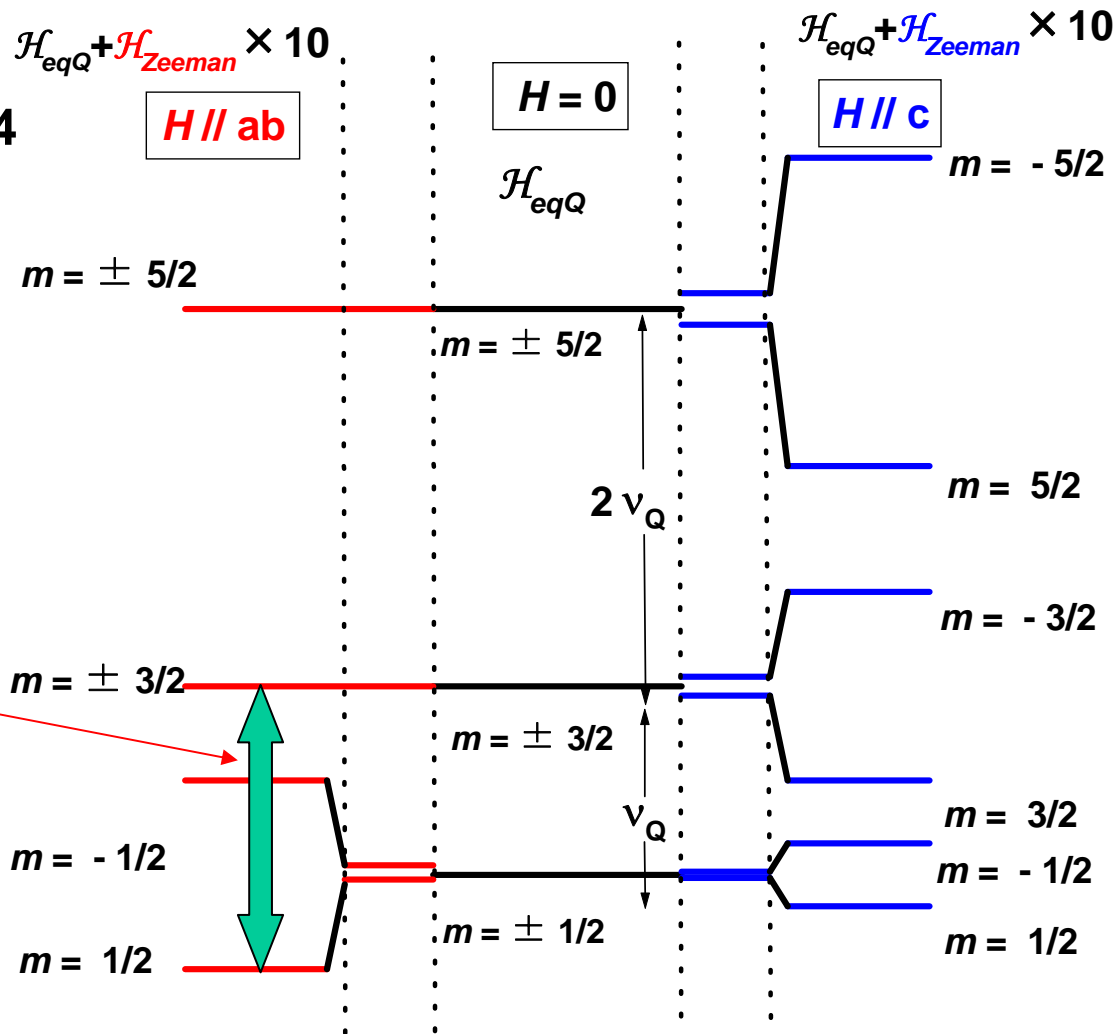 ℋeqQ+ℋZeeman × 10
4
H // ab
m = ± 5/2
m = ± 3/2
m = - 1/2
m = 1/2
H = 0
ℋeqQ
m = ± 5/2
2 νQ
m = ± 3/2
νQ
m = ± 1/2
ℋeqQ+ℋZeeman × 10
H // c
m = - 5/2
m = 5/2
m = - 3/2
m = 3/2
m = - 1/2
m = 1/2